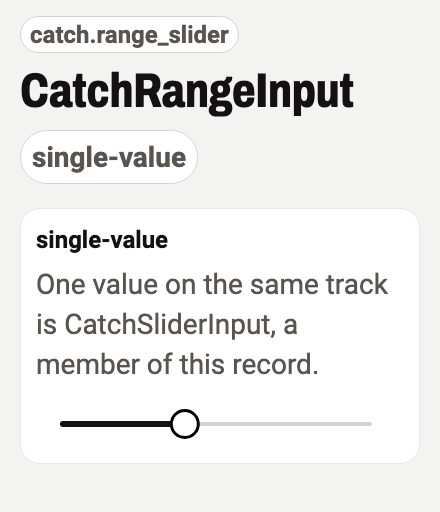 catch.range_slider
CatchRangeInput
single-value
single-value
One value on the same track
is CatchSliderInput, a
member of this record.